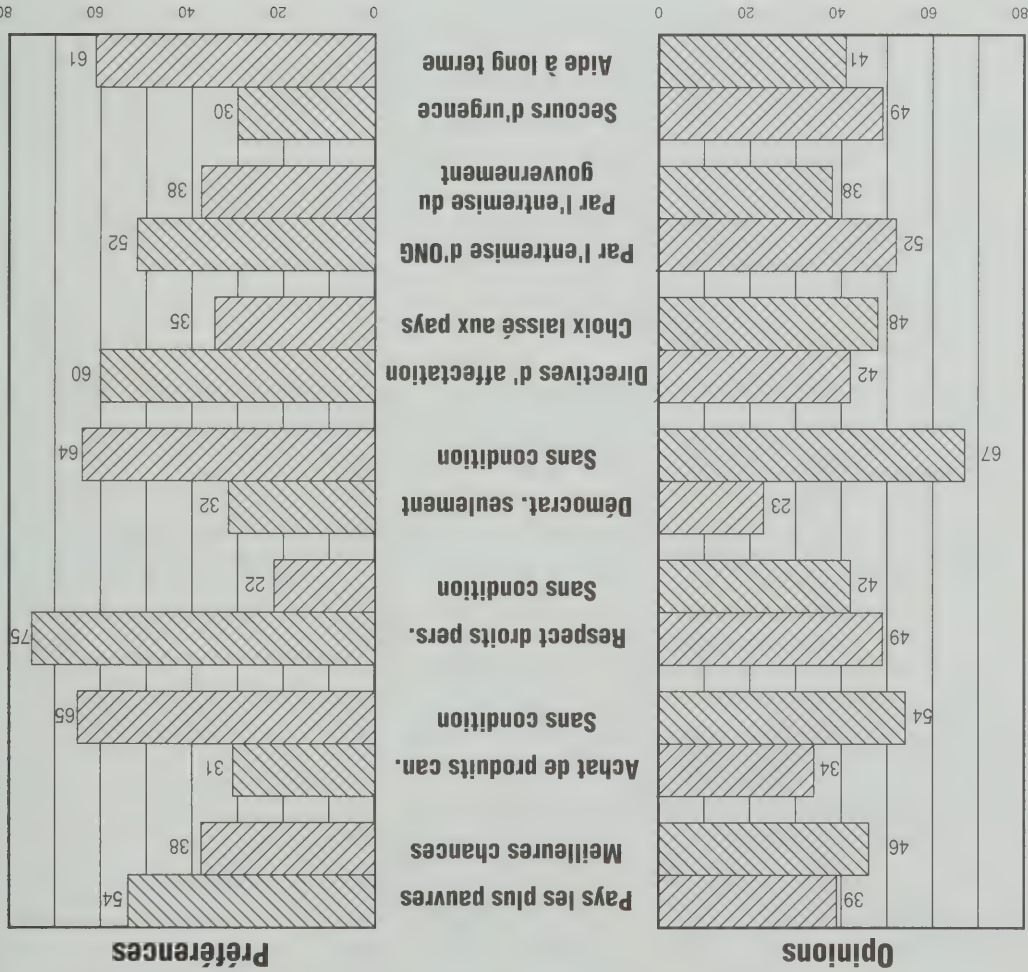 Opinions Préférences
39 Pays les plus pauvres 54
46 Meilleures chances 38
34 Achat de produits can. 31
54 Sans condition 65
49 Respect droits pers. 75
42 Sans condition 22
23 Démocrat. seulement 32
67 Sans condition 64
42 Directives d' affectation 60
48 Choix laissé aux pays 35
52 Par l'entremise d'ONG 52
38 Par l'entremise du 38
gouvernement
49 Secours d'urgence 30
41 Aide à long terme 61
80 60 40 20 0 0 20 40 60 80